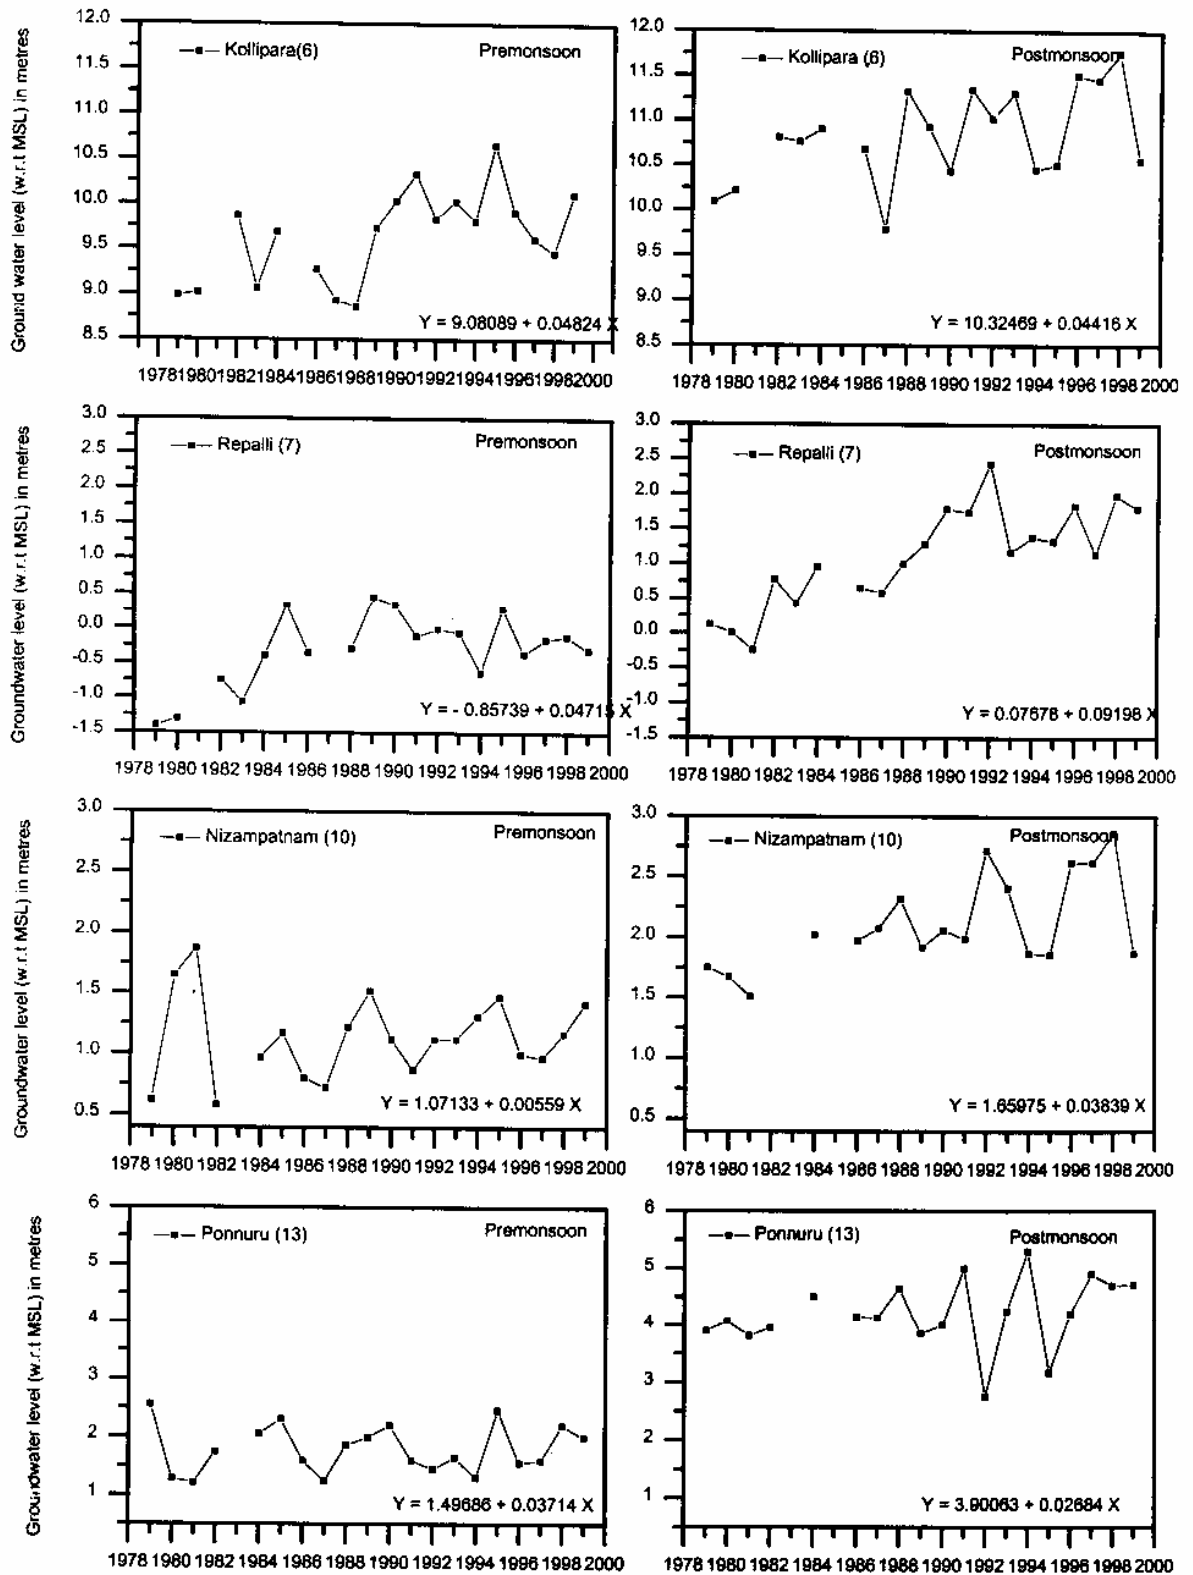 Ground water level (w.r.t MSL) in metres
12.0
11.5
11.0
10.5
10.0
9.5
9.0
8.5
Kollipara(6)
Premonsoon
Y = 9.08089 + 0.04824 X
1978 1980 1982 1984 1986 1988 1990 1992 1994 1996 1998 2000
12.0
11.5
11.0
10.5
10.0
9.5
9.0
8.5
Kollipara (6)
Postmonsoon
Y = 10.32469 + 0.04416 X
1978 1980 1982 1984 1986 1988 1990 1992 1994 1996 1998 2000
Groundwater level (w.r.t MSL) in metres
3.0
2.5
2.0
1.5
1.0
0.5
0.0
-0.5
-1.0
-1.5
Repalli (7)
Premonsoon
Y = - 0.85739 + 0.04715 X
1978 1980 1982 1984 1986 1988 1990 1992 1994 1996 1998 2000
3.0
2.5
2.0
1.5
1.0
0.5
0.0
-0.5
-1.0
-1.5
Repalli (7)
Postmonsoon
Y = 0.07678 + 0.09198 X
1978 1980 1982 1984 1986 1988 1990 1992 1994 1996 1998 2000
Groundwater level (w.r.t MSL) in metres
3.0
2.5
2.0
1.5
1.0
0.5
Nizampatnam (10)
Premonsoon
Y = 1.07133 + 0.00559 X
1978 1980 1982 1984 1986 1988 1990 1992 1994 1996 1998 2000
3.0
2.5
2.0
1.5
1.0
0.5
Nizampatnam (10)
Postmonsoon
Y = 1.65975 + 0.03839 X
1978 1980 1982 1984 1986 1988 1990 1992 1994 1996 1998 2000
Groundwater level (w.r.t MSL) in metres
6
5
4
3
2
1
Ponnuru (13)
Premonsoon
Y = 1.49686 + 0.03714 X
1978 1980 1982 1984 1986 1988 1990 1992 1994 1996 1998 2000
6
5
4
3
2
1
Ponnuru (13)
Postmonsoon
Y = 3.90063 + 0.02684 X
1978 1980 1982 1984 1986 1988 1990 1992 1994 1996 1998 2000